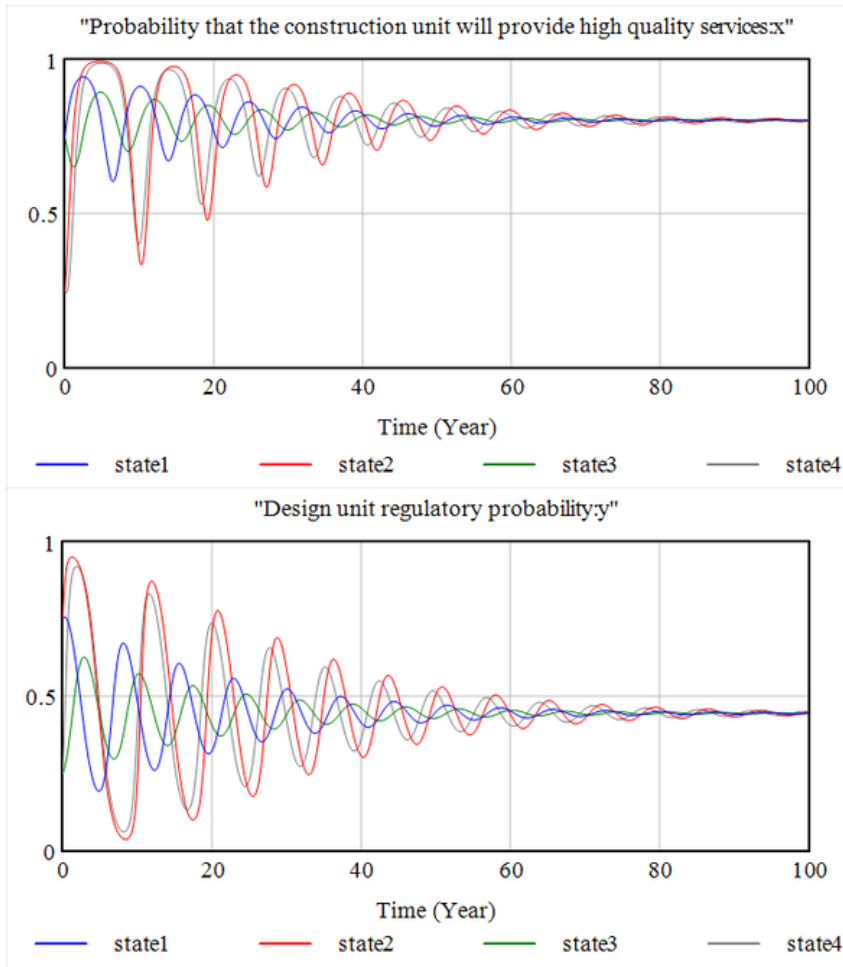 "Probability that the construction unit will provide high quality services:x"
1
0.5
0
0 20 40 60 80 100
Time (Year)
state1 state2 state3 state4
"Design unit regulatory probability:y"
1
0.5
0
0 20 40 60 80 100
Time (Year)
state1 state2 state3 state4